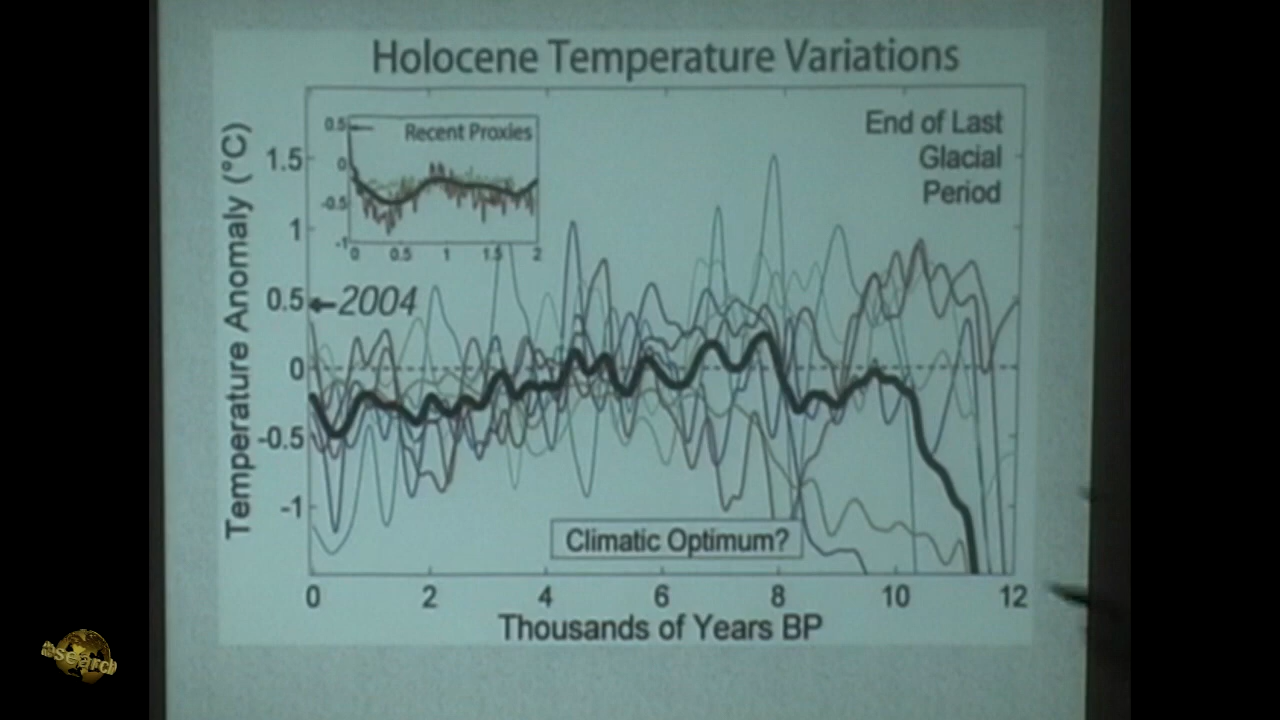 Holocene Temperature Variations
End of Last
Glacial
Period
Recent Proxies
0.5
0
-0.5
-1
0 0.5 1 1.5 2
Temperature Anomaly (°C)
1.5
1
0.5
0
-0.5
-1
2004
Climatic Optimum?
0 2 4 6 8 10 12
Thousands of Years BP